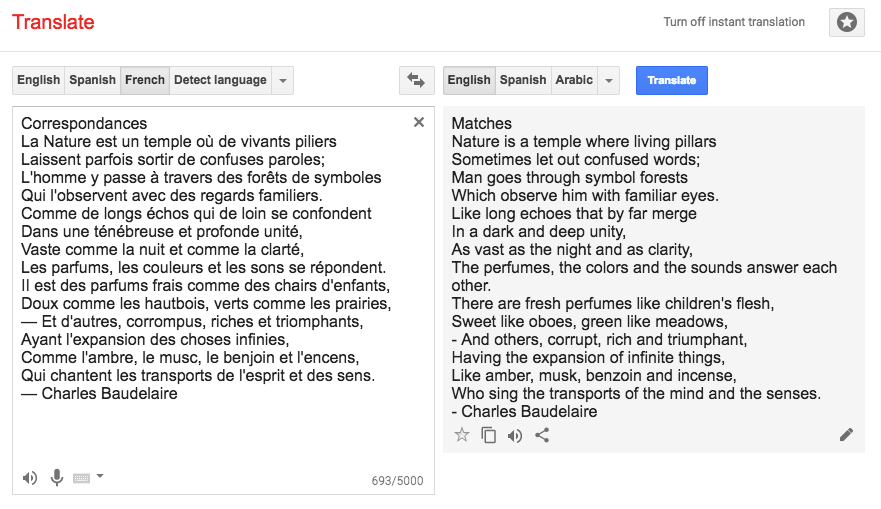 Translate
Turn off instant translation
English Spanish French Detect language
English Spanish Arabic Translate
Correspondances
La Nature est un temple où de vivants piliers
Laissent parfois sortir de confuses paroles;
L'homme y passe à travers des forêts de symboles
Qui l'observent avec des regards familiers.
Comme de longs échos qui de loin se confondent
Dans une ténébreuse et profonde unité,
Vaste comme la nuit et comme la clarté,
Les parfums, les couleurs et les sons se répondent.
Il est des parfums frais comme des chairs d'enfants,
Doux comme les hautbois, verts comme les prairies,
— Et d'autres, corrompus, riches et triomphants,
Ayant l'expansion des choses infinies,
Comme l'ambre, le musc, le benjoin et l'encens,
Qui chantent les transports de l'esprit et des sens.
— Charles Baudelaire
693/5000
Matches
Nature is a temple where living pillars
Sometimes let out confused words;
Man goes through symbol forests
Which observe him with familiar eyes.
Like long echoes that by far merge
In a dark and deep unity,
As vast as the night and as clarity,
The perfumes, the colors and the sounds answer each
other.
There are fresh perfumes like children's flesh,
Sweet like oboes, green like meadows,
- And others, corrupt, rich and triumphant,
Having the expansion of infinite things,
Like amber, musk, benzoin and incense,
Who sing the transports of the mind and the senses.
- Charles Baudelaire